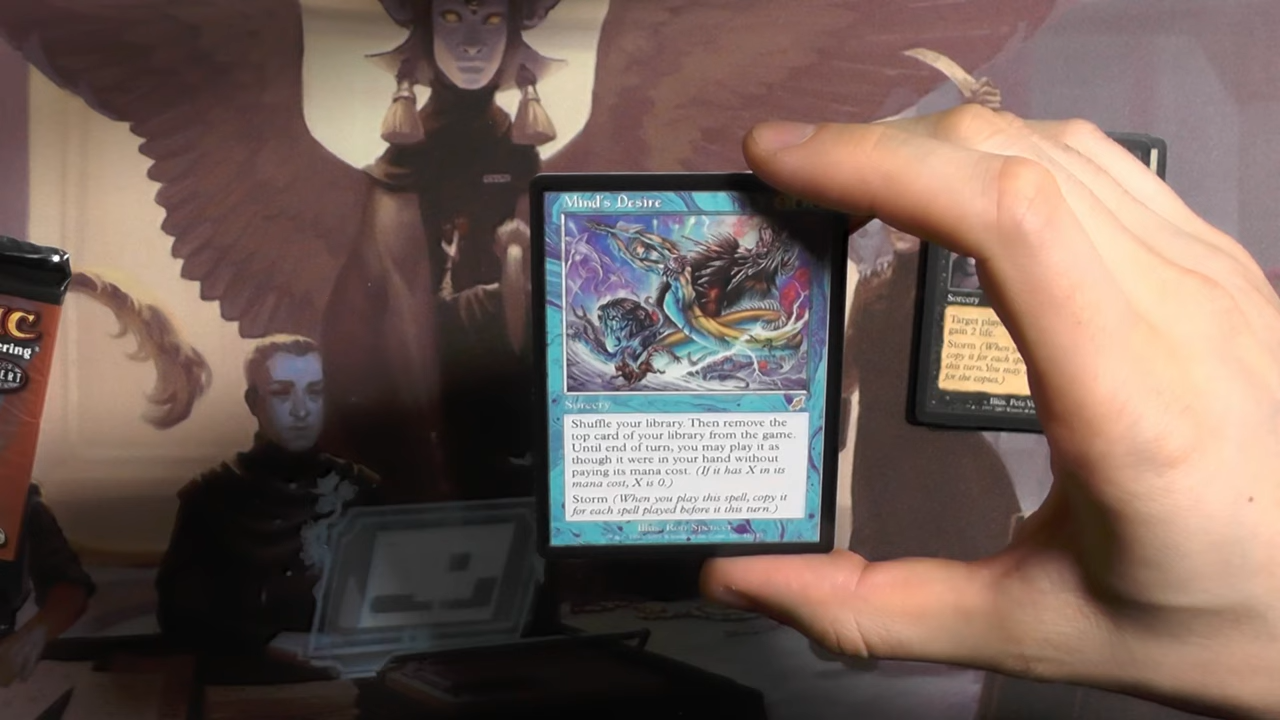 Mind's Desire
Sorcery
Shuffle your library. Then remove the
top card of your library from the game.
Until end of turn, you may play it as
though it were in your hand without
paying its mana cost. (If it has X in its
mana cost, X is 0.)
Storm (When you play this spell, copy it
for each spell played before it this turn.)
Illus. Ron Spencer
Sorcery
Target
gain 2 life.
Storm (When
copy it for each
this turn. You may
for the copies.)
Illus. Pete